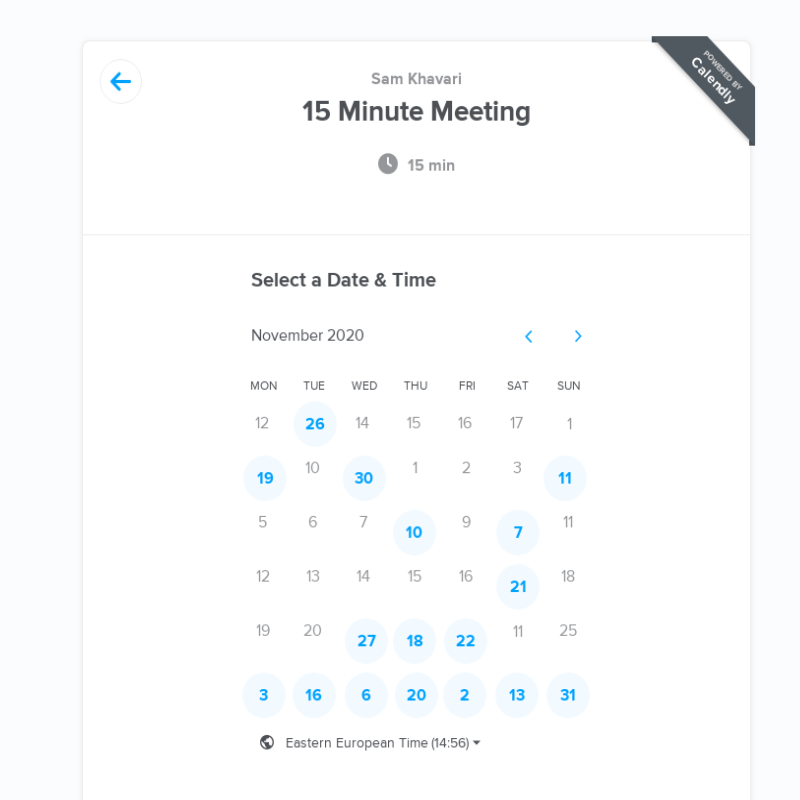 POWERED BY
Calendly
Sam Khavari
15 Minute Meeting
15 min
Select a Date & Time
November 2020
MON TUE WED THU FRI SAT SUN
12 26 14 15 16 17 1
19 10 30 1 2 3 11
5 6 7 10 9 7 11
12 13 14 15 16 21 18
19 20 27 18 22 11 25
3 16 6 20 2 13 31
Eastern European Time (14:56)